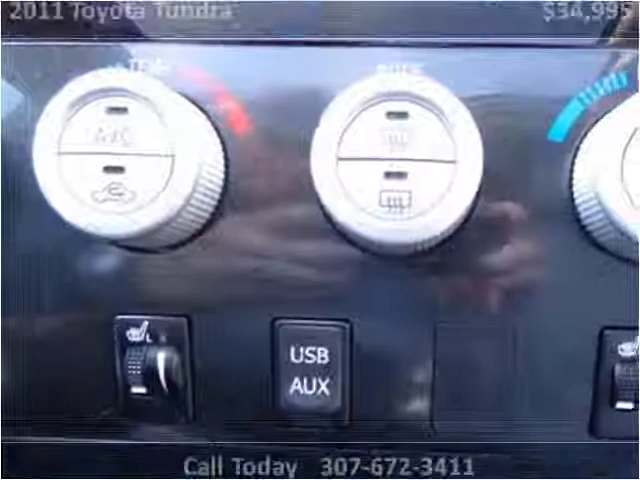 2011 Toyota Tundra $34,995
A/C
L
USB
AUX
Call Today 307-672-3411